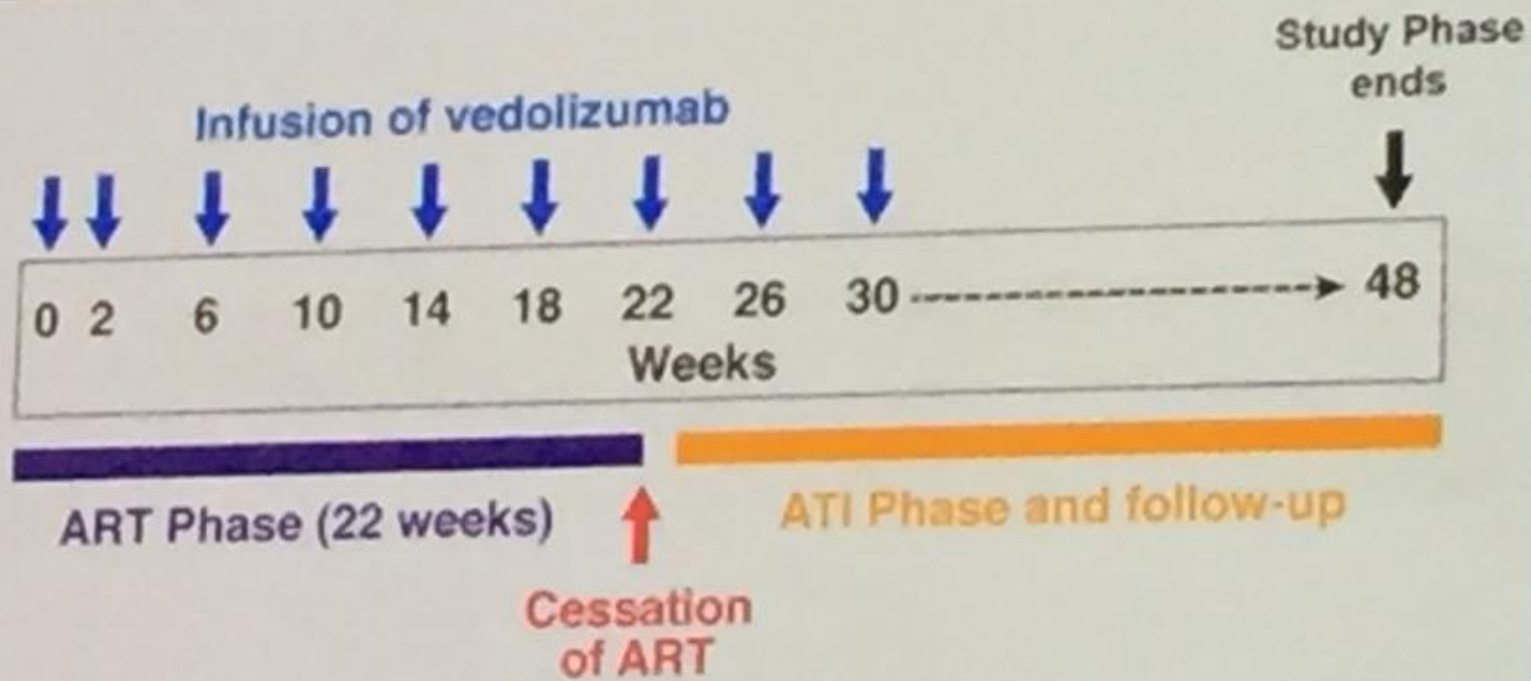 Study Phase
ends
Infusion of vedolizumab
0 2 6 10 14 18 22 26 30 48
Weeks
ART Phase (22 weeks)
ATI Phase and follow-up
Cessation
of ART